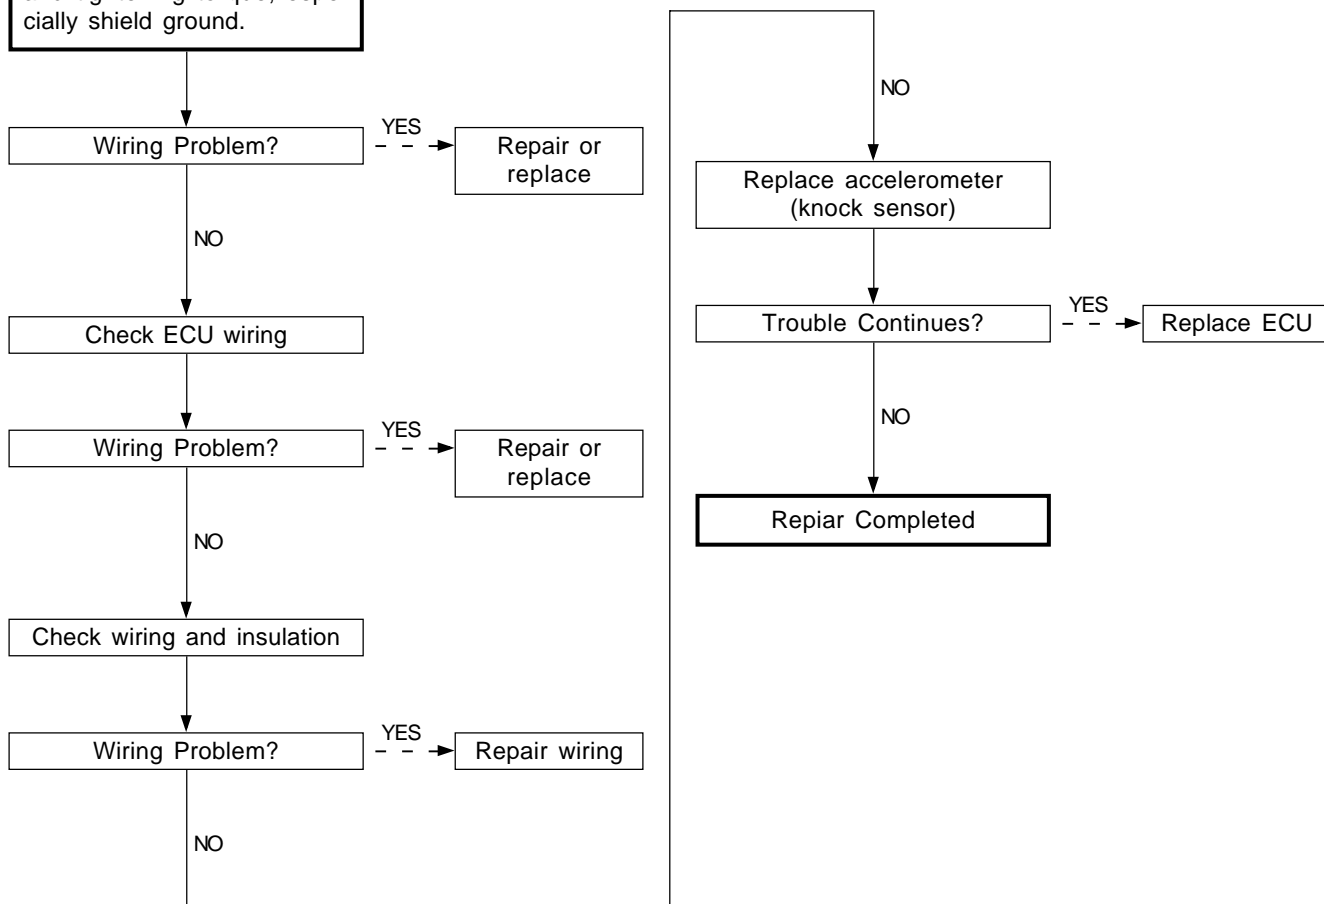 cially shield ground.
Wiring Problem?
YES
Repair or
replace
NO
Check ECU wiring
Wiring Problem?
YES
Repair or
replace
NO
Check wiring and insulation
Wiring Problem?
YES
Repair wiring
NO
NO
Replace accelerometer
(knock sensor)
Trouble Continues?
YES
Replace ECU
NO
Repiar Completed